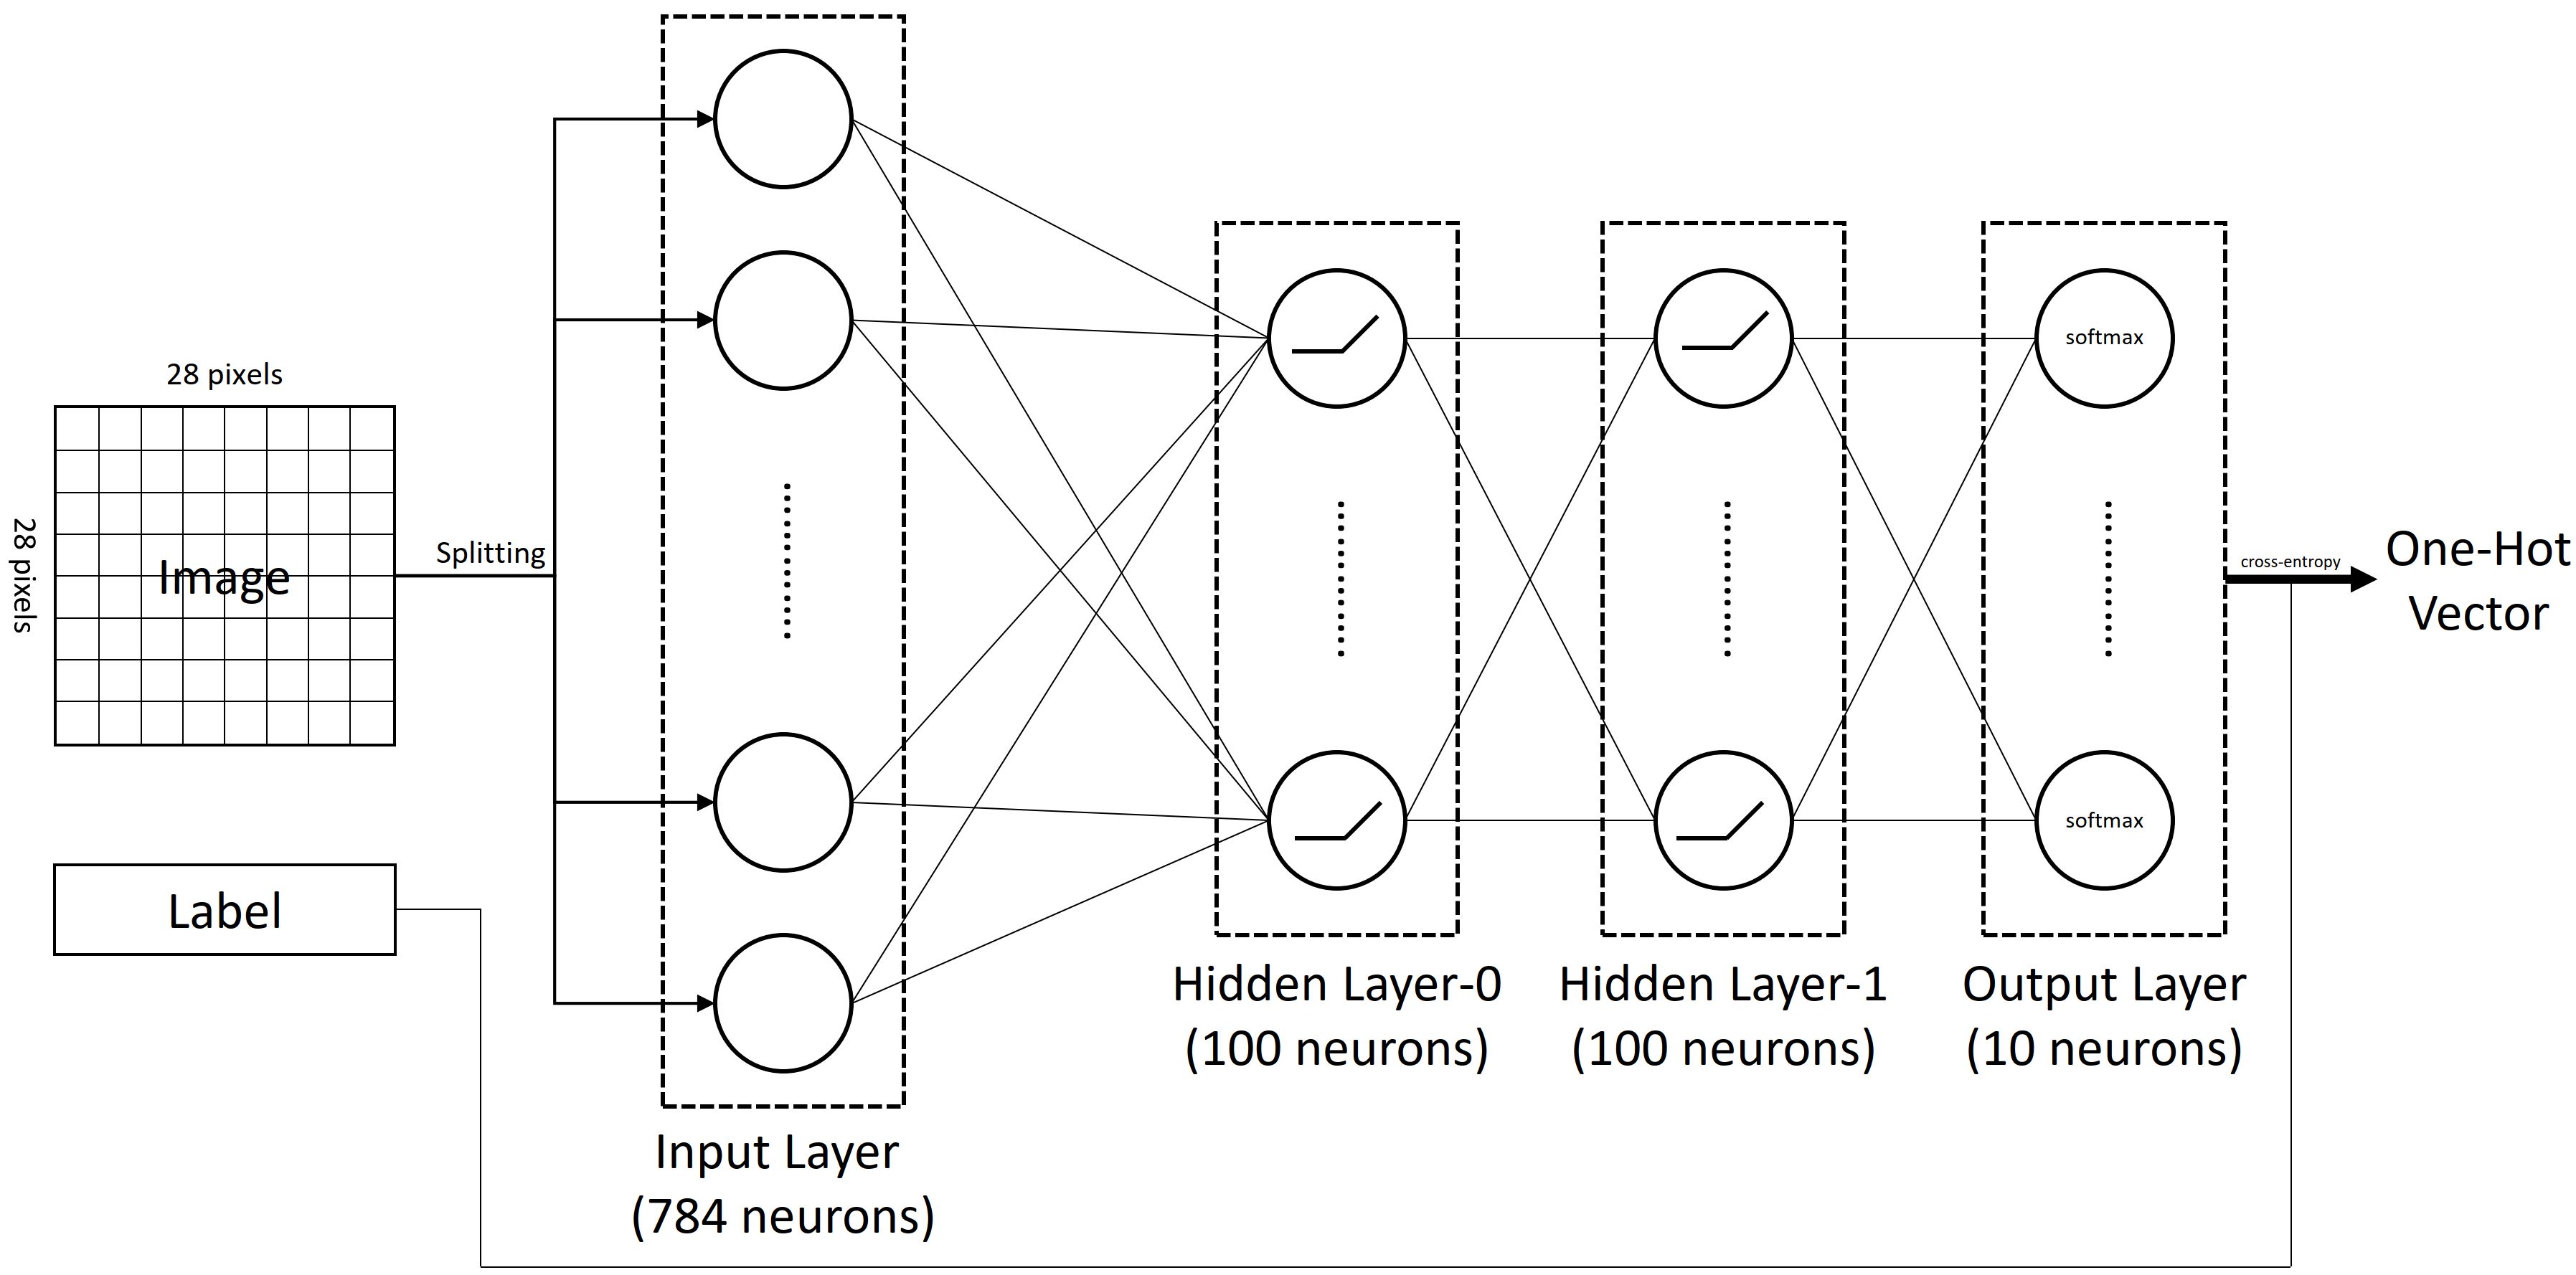 28 pixels
28 pixels
Image
Splitting
Label
Input Layer
(784 neurons)
Hidden Layer-0
(100 neurons)
Hidden Layer-1
(100 neurons)
softmax
softmax
Output Layer
(10 neurons)
cross-entropy
One-Hot
Vector